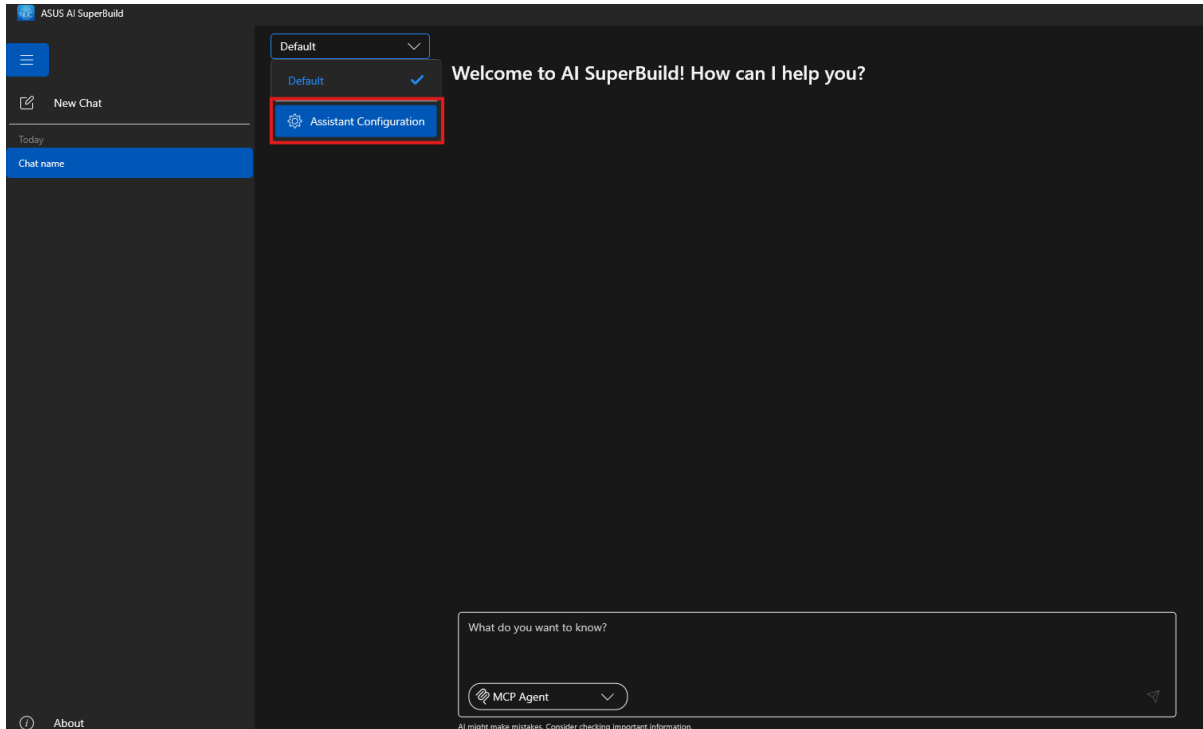 ASUS AI SuperBuild
New Chat
Today
Chat name
About
Default
Default
Assistant Configuration
Welcome to AI SuperBuild! How can I help you?
What do you want to know?
MCP Agent
AI might make mistakes. Consider checking important information.